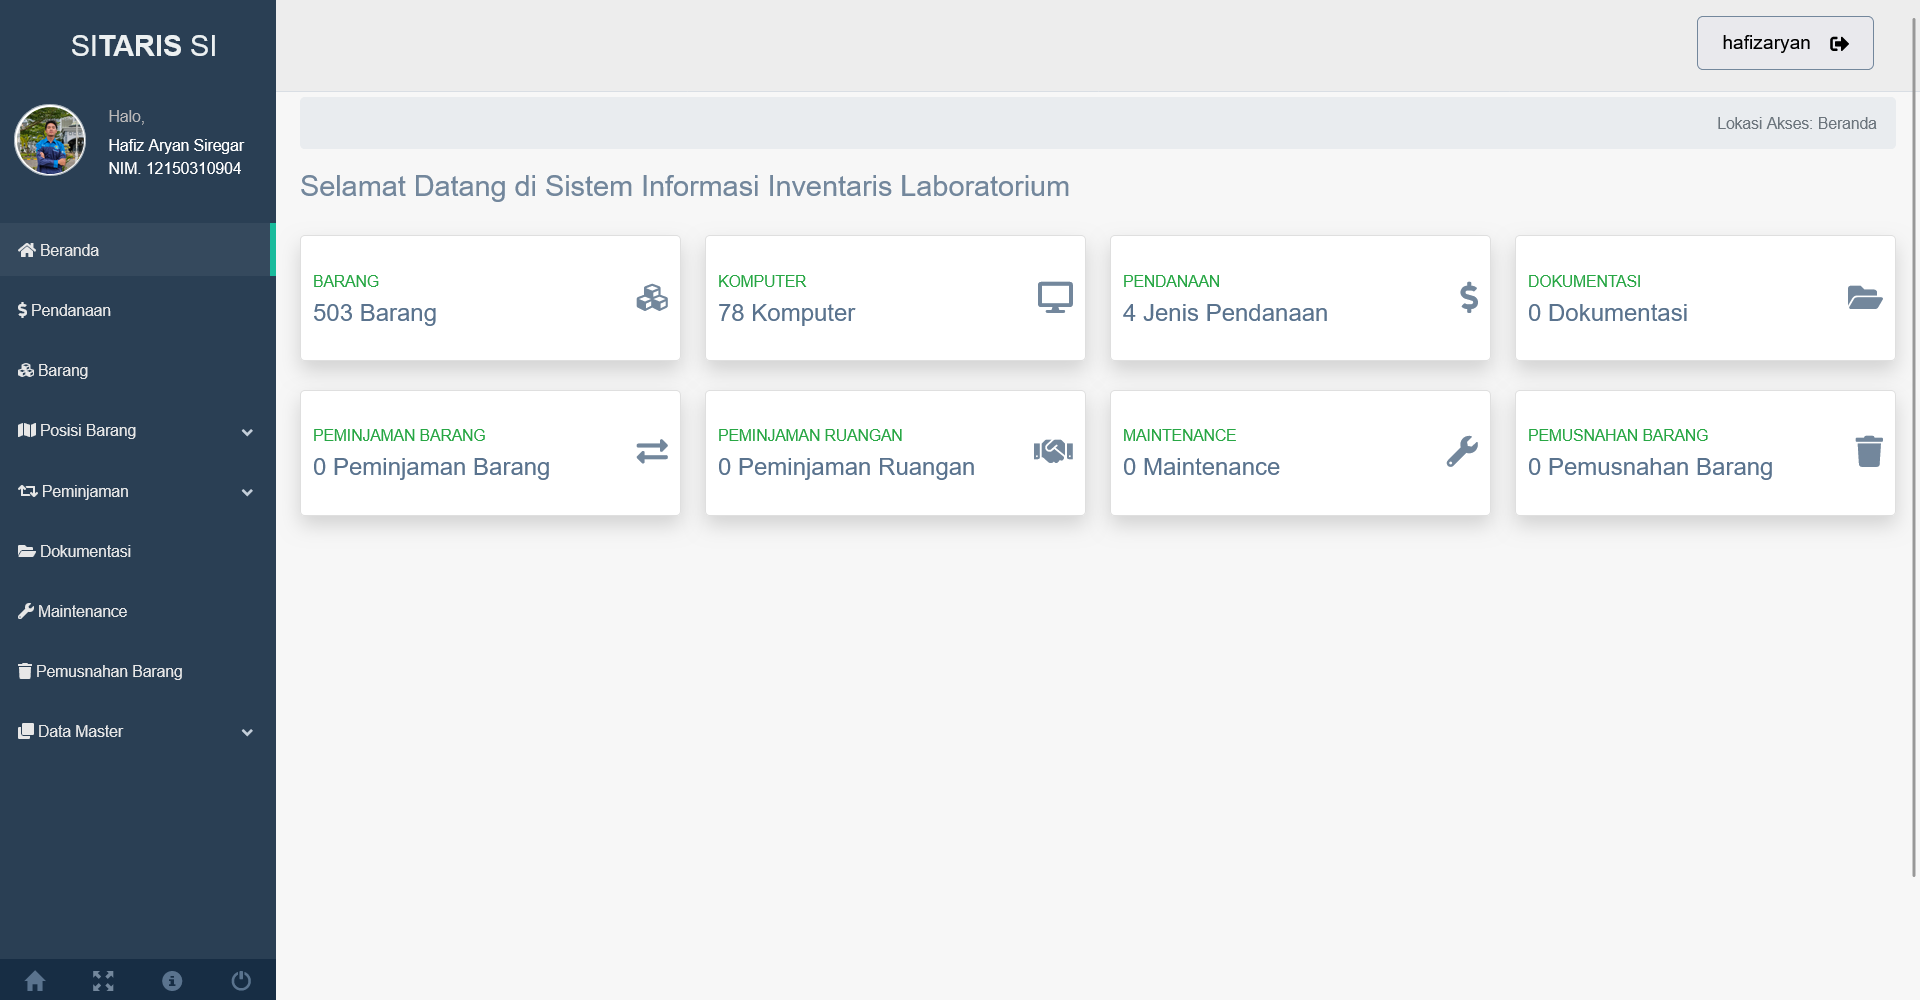 SITARIS SI
Halo,
Hafiz Aryan Siregar
NIM. 12150310904
Beranda
Pendanaan
Barang
Posisi Barang
Peminjaman
Dokumentasi
Maintenance
Pemusnahan Barang
Data Master
hafizaryan
Lokasi Akses: Beranda
Selamat Datang di Sistem Informasi Inventaris Laboratorium
BARANG
503 Barang
KOMPUTER
78 Komputer
PENDANAAN
4 Jenis Pendanaan
DOKUMENTASI
0 Dokumentasi
PEMINJAMAN BARANG
0 Peminjaman Barang
PEMINJAMAN RUANGAN
0 Peminjaman Ruangan
MAINTENANCE
0 Maintenance
PEMUSNAHAN BARANG
0 Pemusnahan Barang